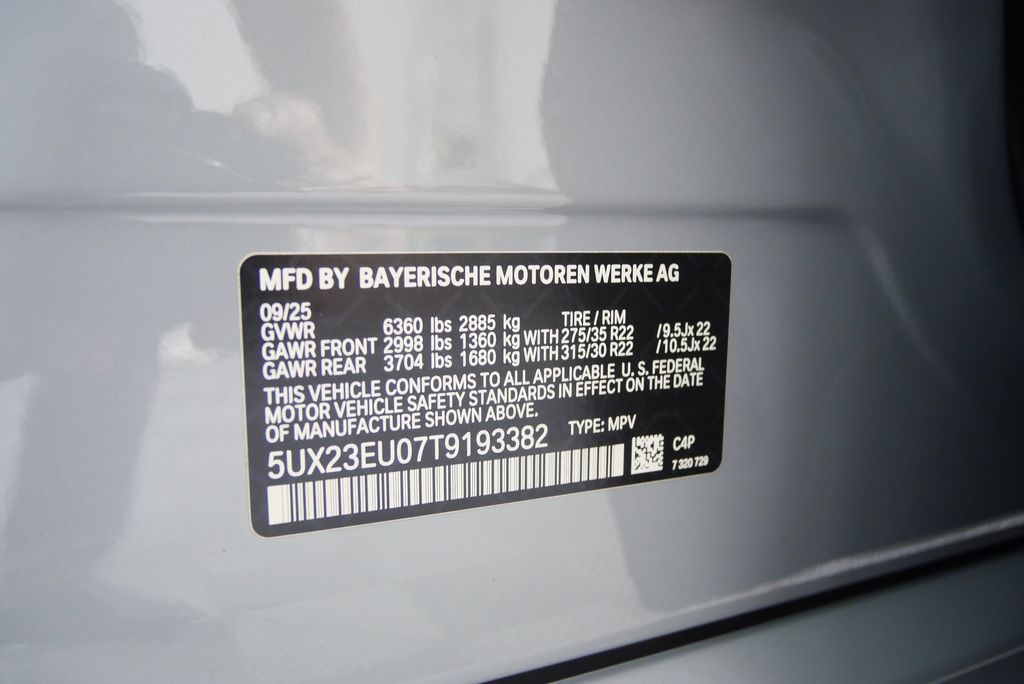 MFD BY BAYERISCHE MOTOREN WERKE AG
09/25
TIRE / RIM
GVWR 6360 lbs 2885 kg
GAWR FRONT 2998 lbs 1360 kg WITH 275/35 R22 /9.5Jx22
GAWR REAR 3704 lbs 1680 kg WITH 315/30 R22 /10.5Jx22
THIS VEHICLE CONFORMS TO ALL APPLICABLE U.S. FEDERAL
MOTOR VEHICLE SAFETY STANDARDS IN EFFECT ON THE DATE
OF MANUFACTURE SHOWN ABOVE.
TYPE: MPV
5UX23EU07T9193382
C4P
7 320 729